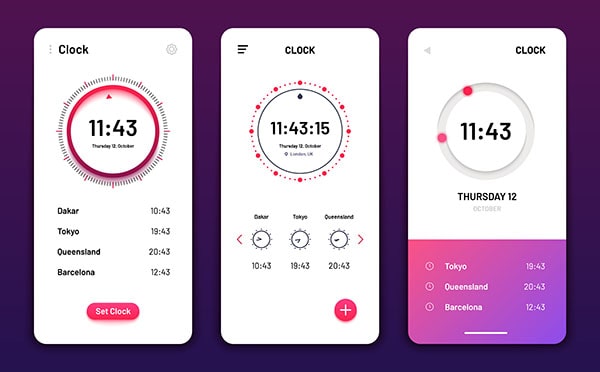 Clock
11:43
Thursday 12, October
Dakar 10:43
Tokyo 19:43
Queensland 20:43
Barcelona 12:43
Set Clock
CLOCK
11:43:15
Thursday 12, October
London, UK
Dakar Tokyo Queensland
10:43 19:43 20:43
CLOCK
11:43
THURSDAY 12
OCTOBER
Tokyo 19:43
Queensland 20:43
Barcelona 12:43